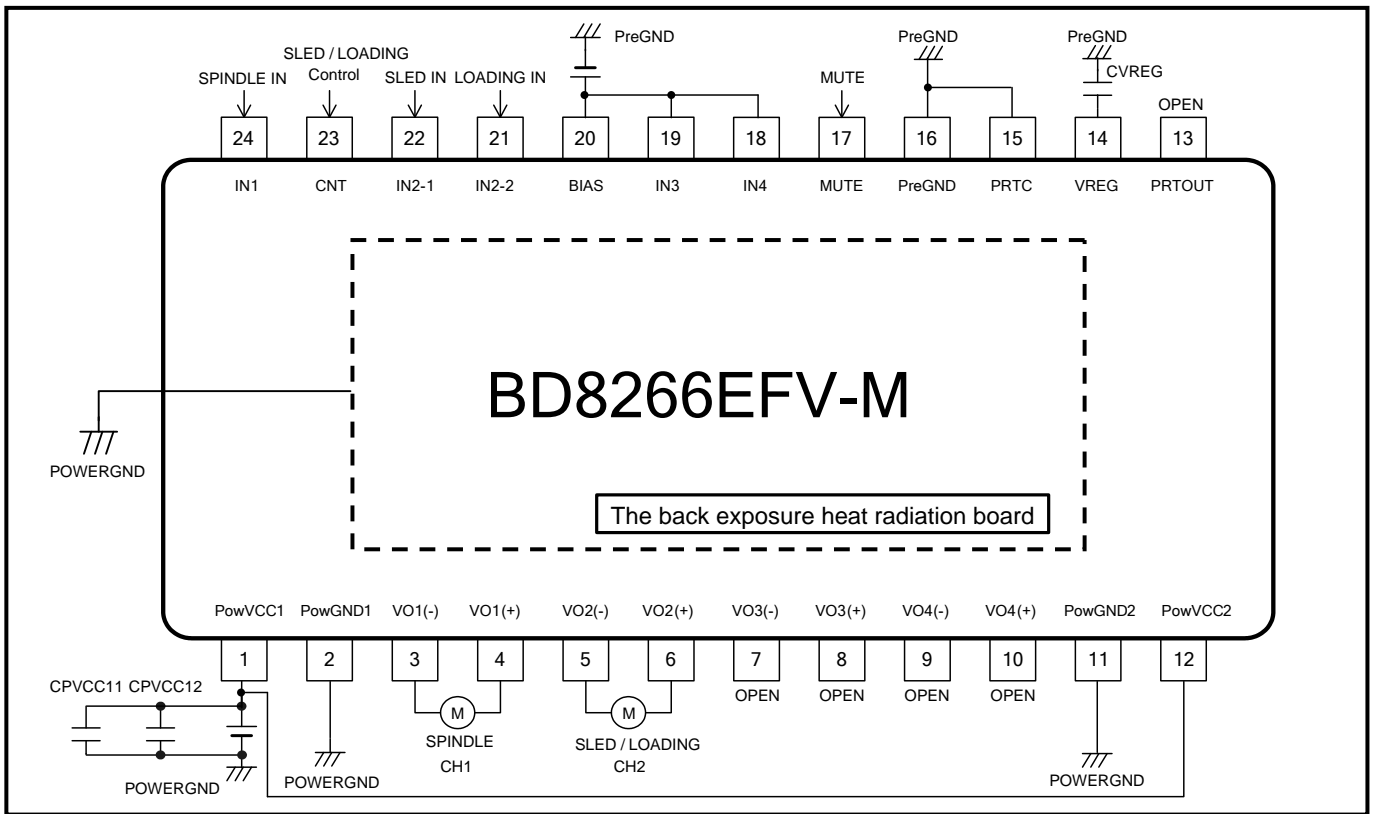 PreGND PreGND PreGND
SLED / LOADING
Control
SPINDLE IN SLED IN LOADING IN MUTE CVREG
OPEN
24 23 22 21 20 19 18 17 16 15 14 13
IN1 CNT IN2-1 IN2-2 BIAS IN3 IN4 MUTE PreGND PRTC VREG PRTOUT
BD8266EFV-M
POWERGND
The back exposure heat radiation board
PowVCC1 PowGND1 VO1(-) VO1(+) VO2(-) VO2(+) VO3(-) VO3(+) VO4(-) VO4(+) PowGND2 PowVCC2
1 2 3 4 5 6 7 8 9 10 11 12
CPVCC11 CPVCC12 OPEN OPEN OPEN OPEN
M M
SPINDLE SLED / LOADING
CH1 CH2
POWERGND POWERGND POWERGND